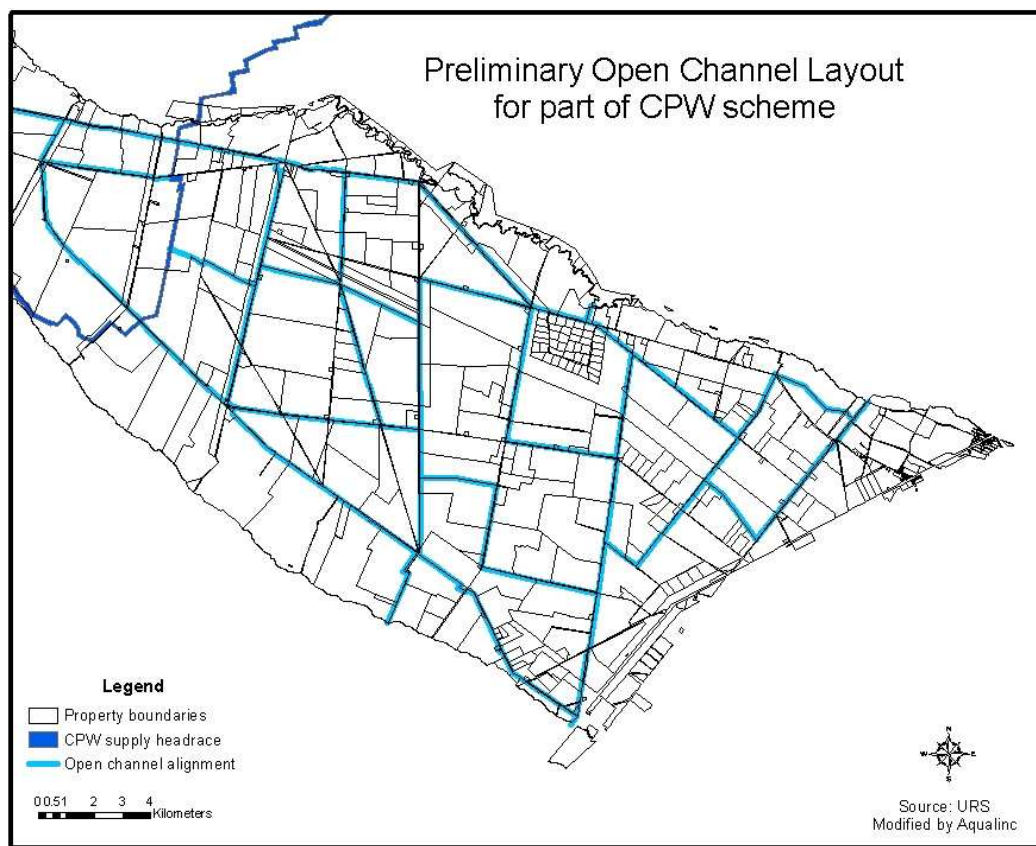 Preliminary Open Channel Layout
for part of CPW scheme
Legend
Property boundaries
CPW supply headrace
Open channel alignment
0 0.5 1 2 3 4
Kilometers
N
W E
S
Source: URS
Modified by Aqualinc